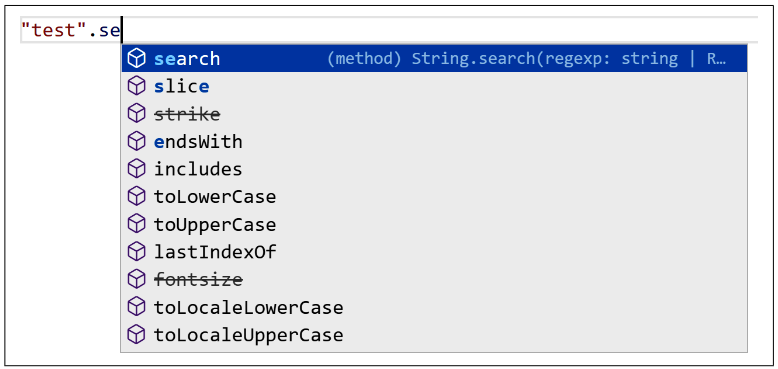 "test".se
search (method) String.search(regexp: string | R…
slice
strike
endsWith
includes
toLowerCase
toUpperCase
lastIndexOf
fontsize
toLocaleLowerCase
toLocaleUpperCase